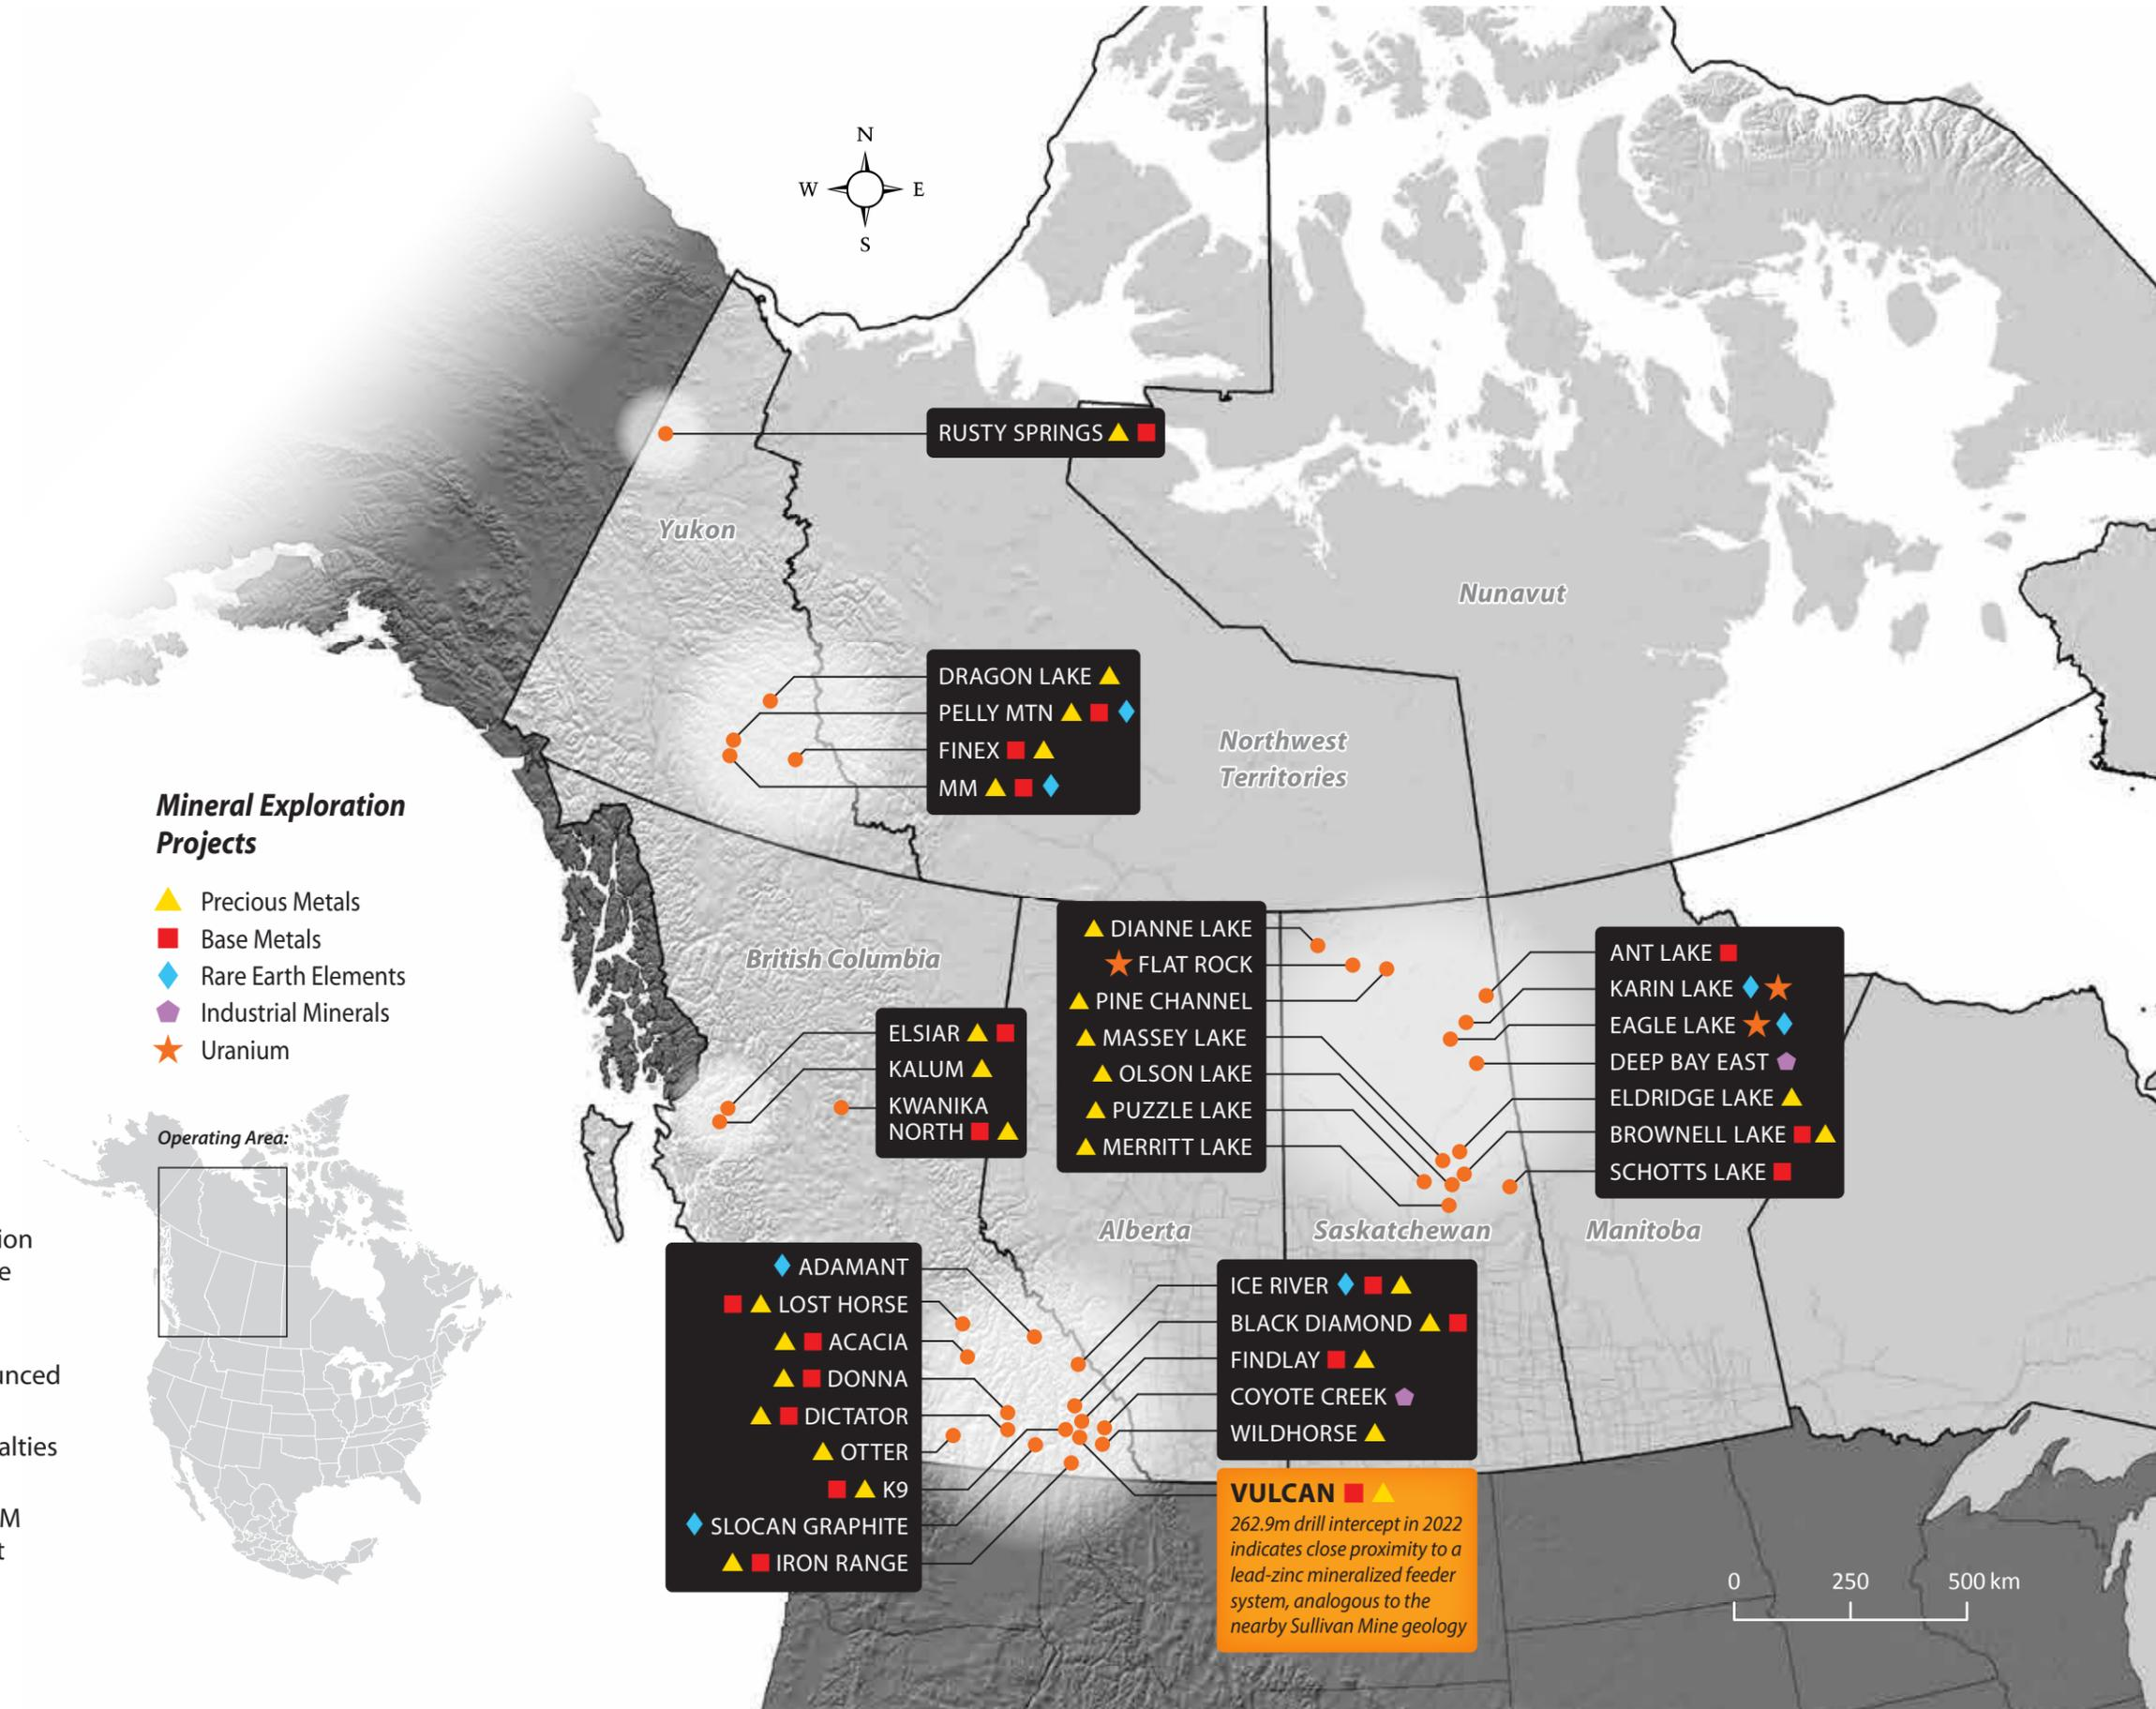 N
W E
S
RUSTY SPRINGS
Yukon
Nunavut
DRAGON LAKE
PELLY MTN
FINEX
MM
Northwest
Territories
Mineral Exploration
Projects
Precious Metals
Base Metals
Rare Earth Elements
Industrial Minerals
Uranium
British Columbia
ELSIAR
KALUM
KWANIKA
NORTH
DIANNE LAKE
FLAT ROCK
PINE CHANNEL
MASSEY LAKE
OLSON LAKE
PUZZLE LAKE
MERRITT LAKE
ANT LAKE
KARIN LAKE
EAGLE LAKE
DEEP BAY EAST
ELDRIDGE LAKE
BROWNELL LAKE
SCHOTTS LAKE
Operating Area:
Alberta
Saskatchewan
Manitoba
ion
e
unced
alties
M
t
ADAMANT
LOST HORSE
ACACIA
DONNA
DICTATOR
OTTER
K9
SLOCAN GRAPHITE
IRON RANGE
ICE RIVER
BLACK DIAMOND
FINDLAY
COYOTE CREEK
WILDHORSE
VULCAN
262.9m drill intercept in 2022
indicates close proximity to a
lead-zinc mineralized feeder
system, analogous to the
nearby Sullivan Mine geology
0 250 500 km